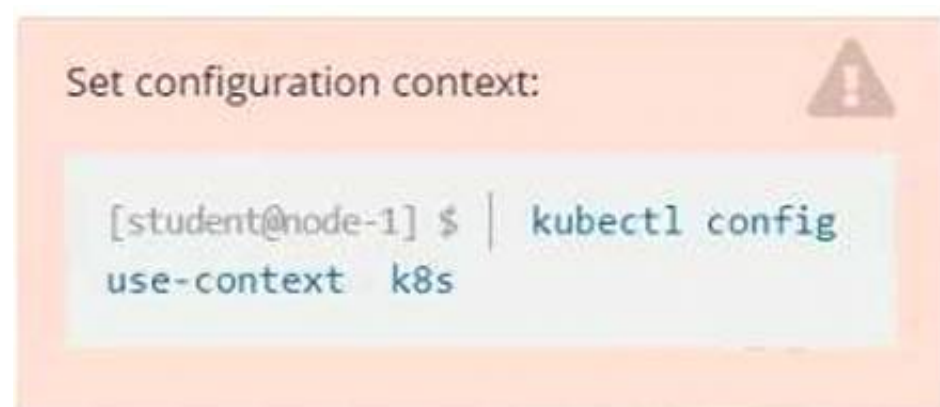 Set configuration context:
[student@node-1] $ | kubectl config
use-context k8s